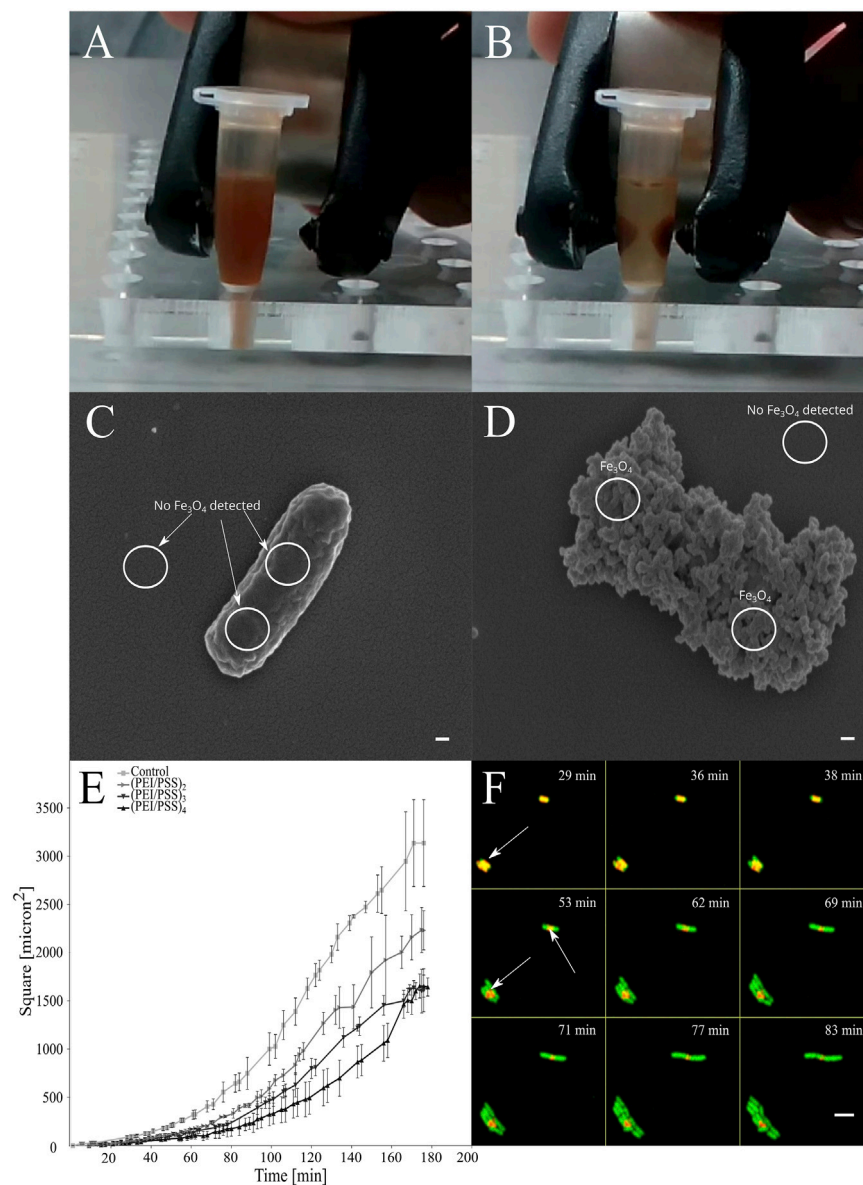 A
B
C
No Fe₃O₄ detected
D
No Fe₃O₄ detected
Fe₃O₄
Fe₃O₄
E
Control
(PEI/PSS)₂
(PEI/PSS)₃
(PEI/PSS)₄
3500
3000
2500
2000
1500
1000
500
0
Square [micron²]
20 40 60 80 100 120 140 160 180 200
Time [min]
F
29 min
36 min
38 min
53 min
62 min
69 min
71 min
77 min
83 min